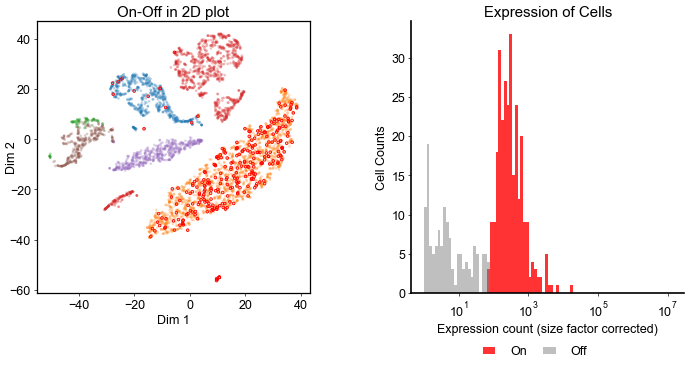 On-Off in 2D plot
40
20
0
−20
−40
−60
Dim 2
−40 −20 0 20 40
Dim 1
Expression of Cells
30
25
20
15
10
5
0
Cell Counts
10^1 10^3 10^5 10^7
Expression count (size factor corrected)
On Off